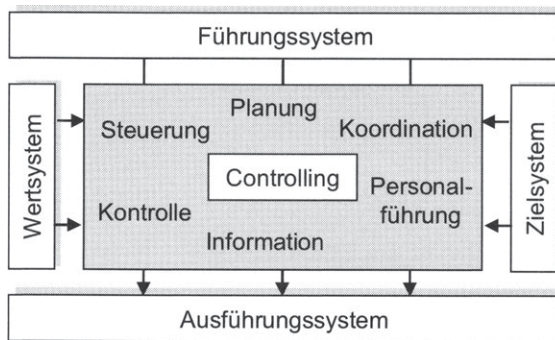 Führungssystem
Wertsystem
Planung
Steuerung
Koordination
Controlling
Kontrolle
Personal-
führung
Information
Zielsystem
Ausführungssystem